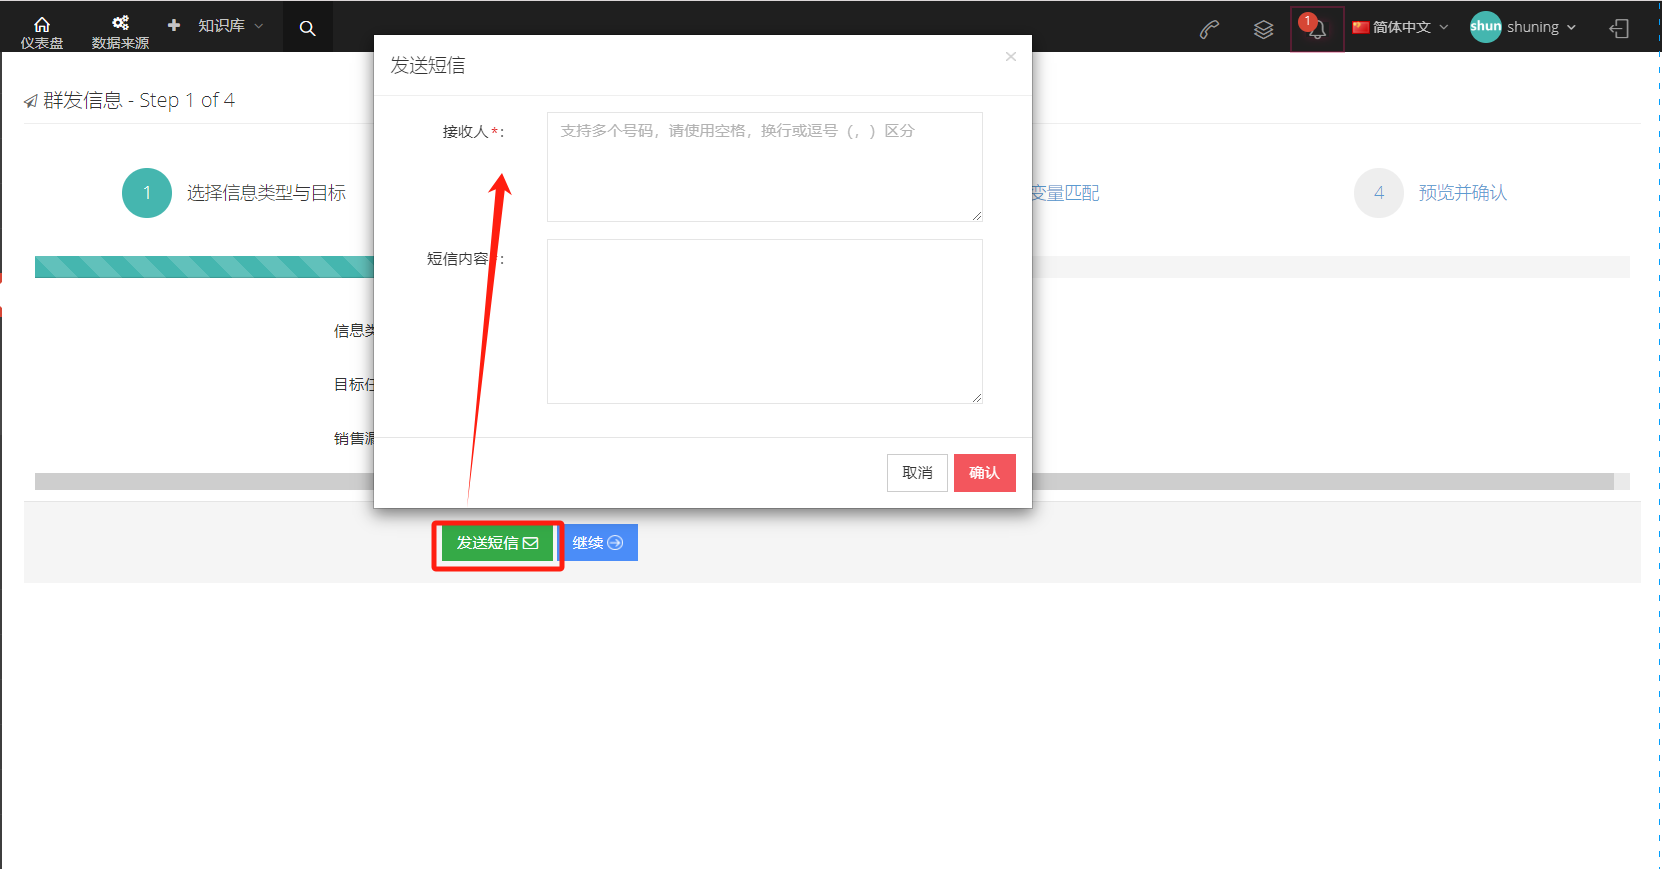 仪表盘
数据来源
知识库
1
简体中文
shun
shuning
发送短信
×
群发信息 - Step 1 of 4
接收人*:
支持多个号码，请使用空格，换行或逗号（，）区分
1
选择信息类型与目标
变量匹配
4
预览并确认
短信内容 :
信息类
目标任
销售漏
取消
确认
发送短信
继续